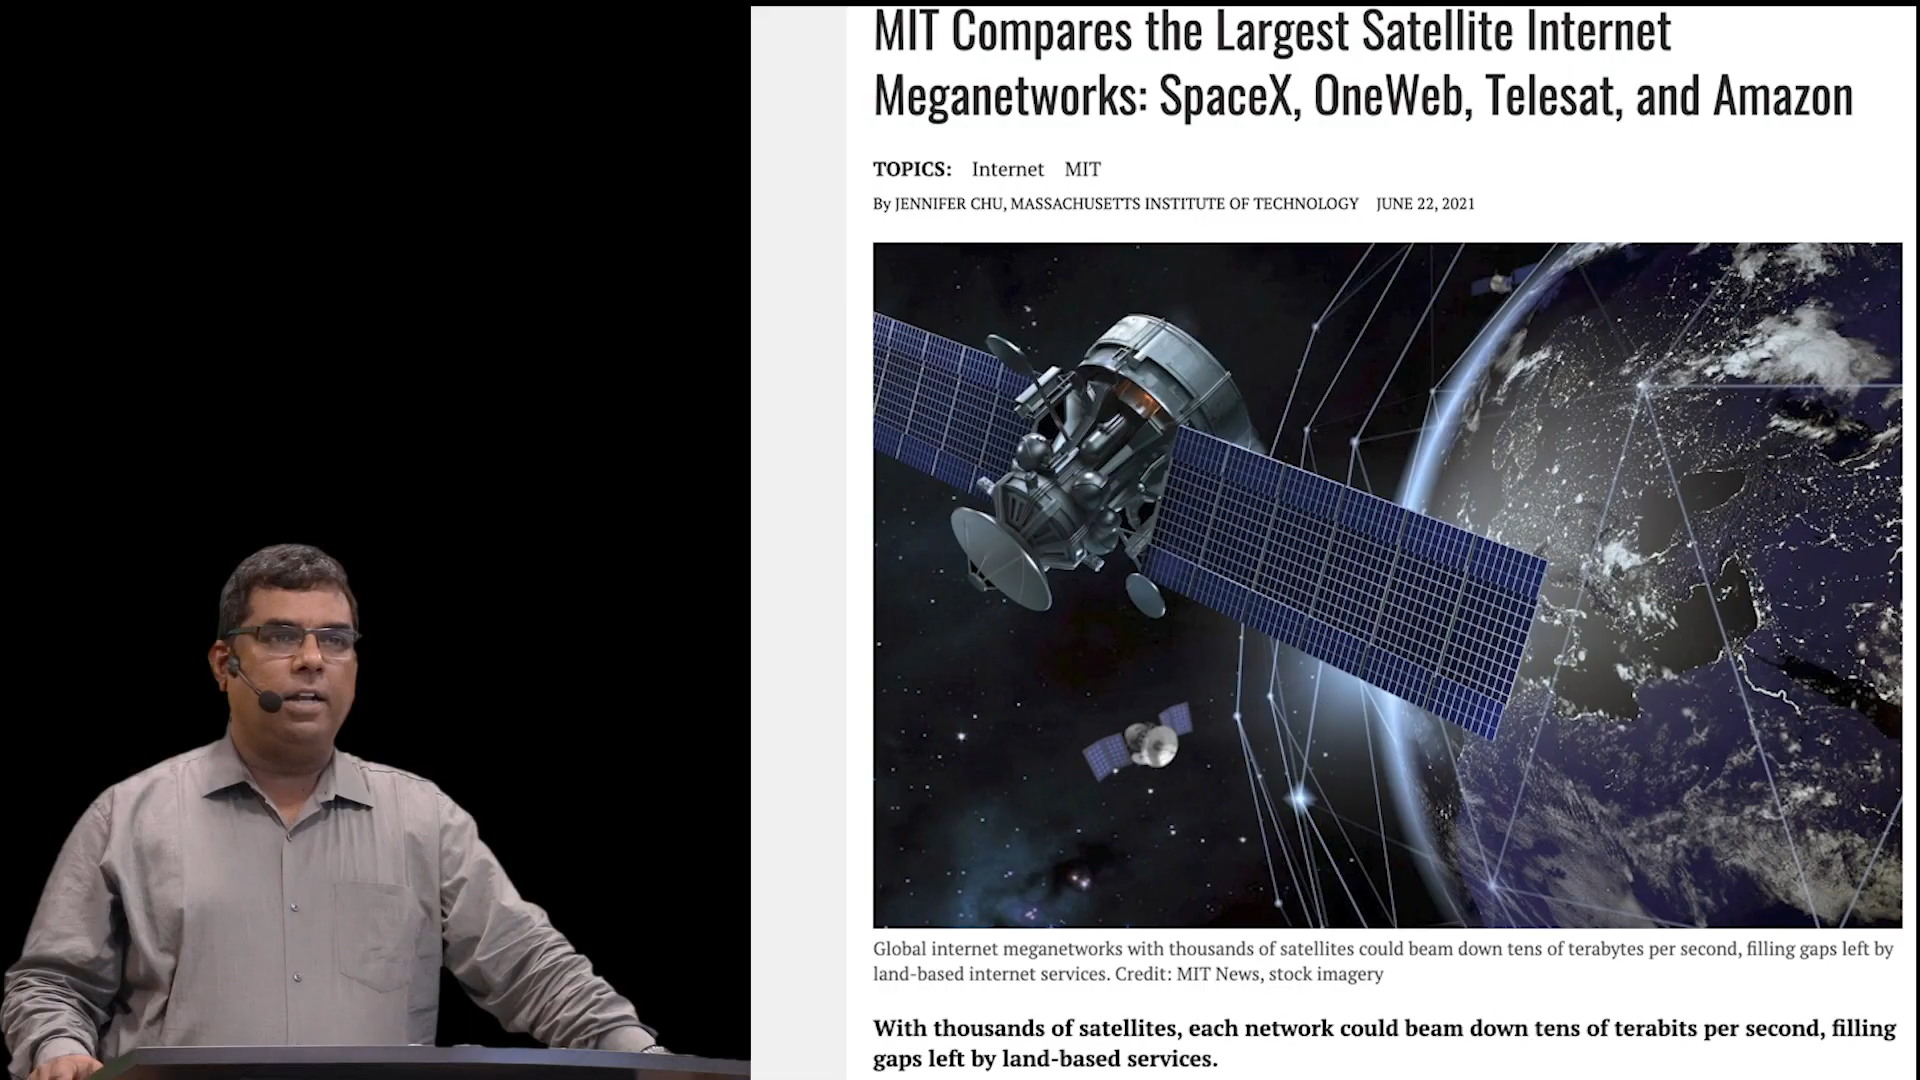 MIT Compares the Largest Satellite Internet
Meganetworks: SpaceX, OneWeb, Telesat, and Amazon
TOPICS: Internet MIT
By JENNIFER CHU, MASSACHUSETTS INSTITUTE OF TECHNOLOGY JUNE 22, 2021
Global internet meganetworks with thousands of satellites could beam down tens of terabytes per second, filling gaps left by
land-based internet services. Credit: MIT News, stock imagery
With thousands of satellites, each network could beam down tens of terabits per second, filling
gaps left by land-based services.